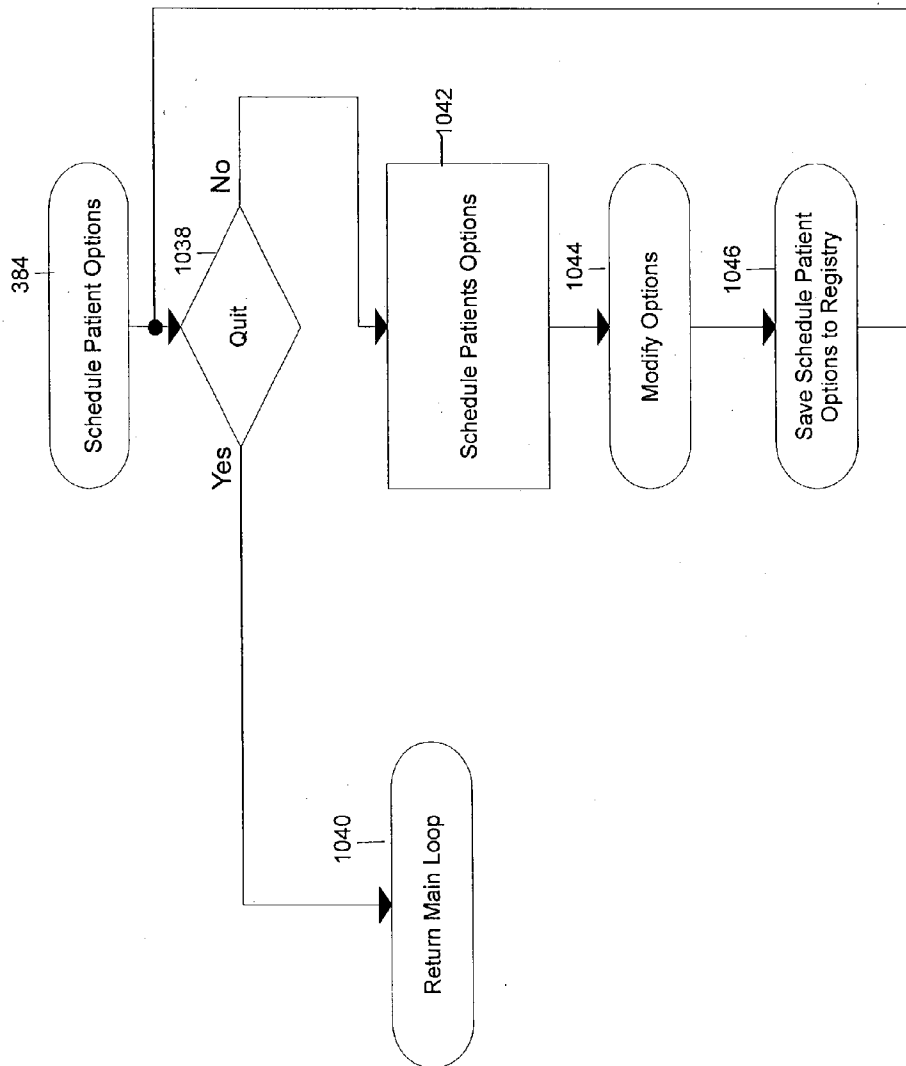 384
Schedule Patient Options
1038
Quit
Yes
No
1040
Return Main Loop
1042
Schedule Patients Options
1044
Modify Options
1046
Save Schedule Patient
Options to Registry